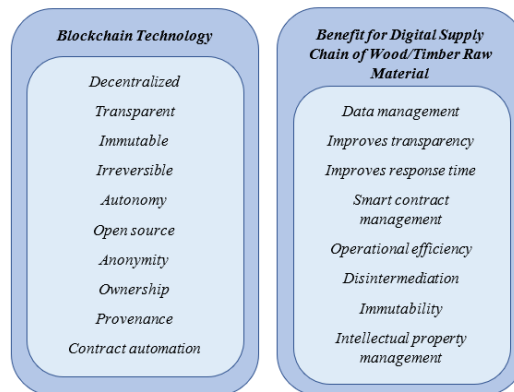 Blockchain Technology
Decentralized
Transparent
Immutable
Irreversible
Autonomy
Open source
Anonymity
Ownership
Provenance
Contract automation
Benefit for Digital Supply
Chain of Wood/Timber Raw
Material
Data management
Improves transparency
Improves response time
Smart contract
management
Operational efficiency
Disintermediation
Immutability
Intellectual property
management